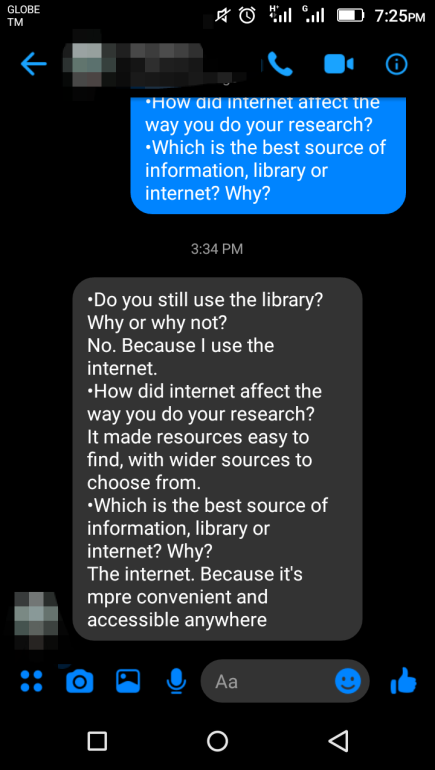 GLOBE
TM
H+
G
7:25PM
•How did internet affect the
way you do your research?
•Which is the best source of
information, library or
internet? Why?
3:34 PM
•Do you still use the library?
Why or why not?
No. Because I use the
internet.
•How did internet affect the
way you do your research?
It made resources easy to
find, with wider sources to
choose from.
•Which is the best source of
information, library or
internet? Why?
The internet. Because it's
mpre convenient and
accessible anywhere
Aa